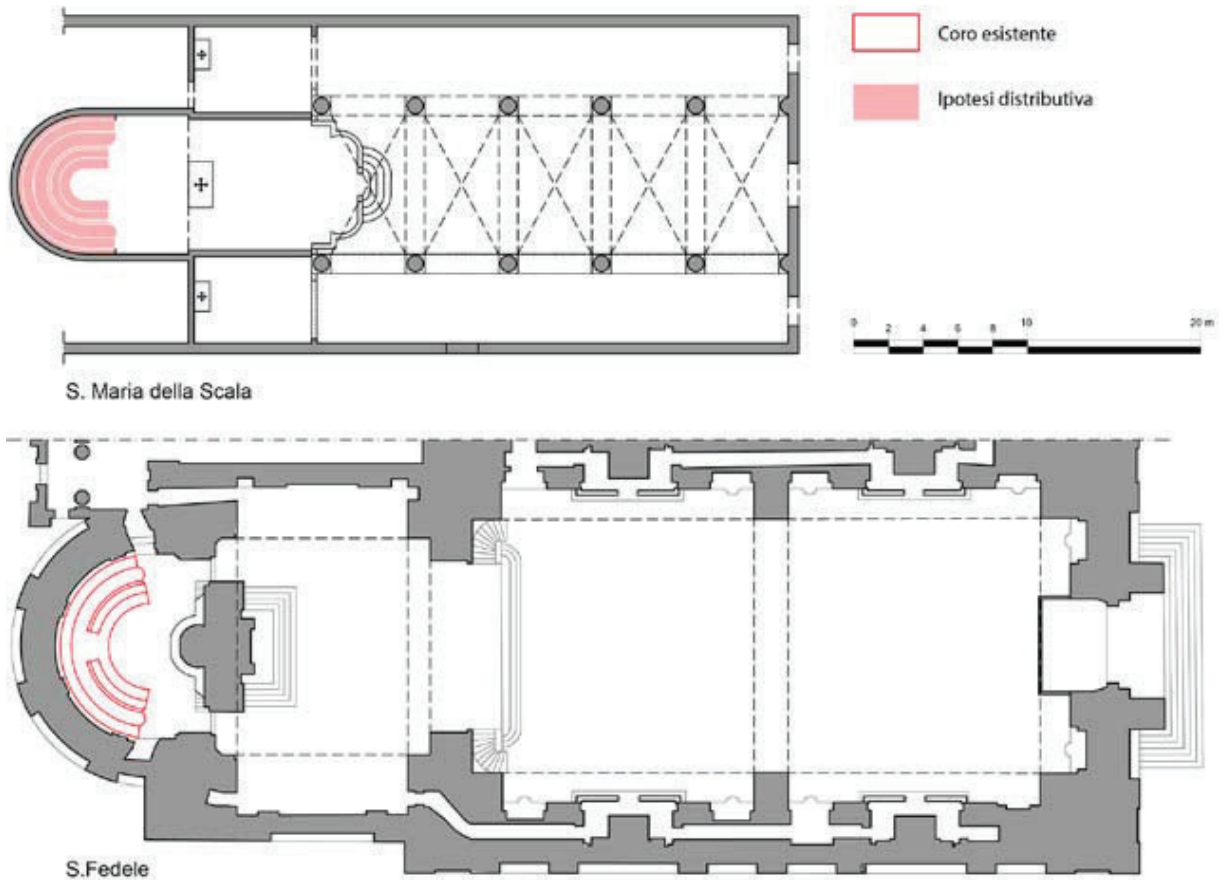 Coro esistente
Ipotesi distributiva
0 2 4 6 8 10 20 m
S. Maria della Scala
S.Fedele